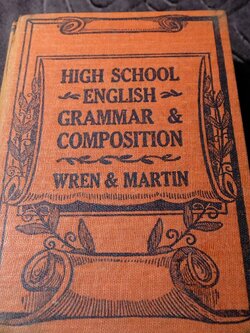 HIGH SCHOOL
ENGLISH
GRAMMAR &
COMPOSITION
WREN & MARTIN